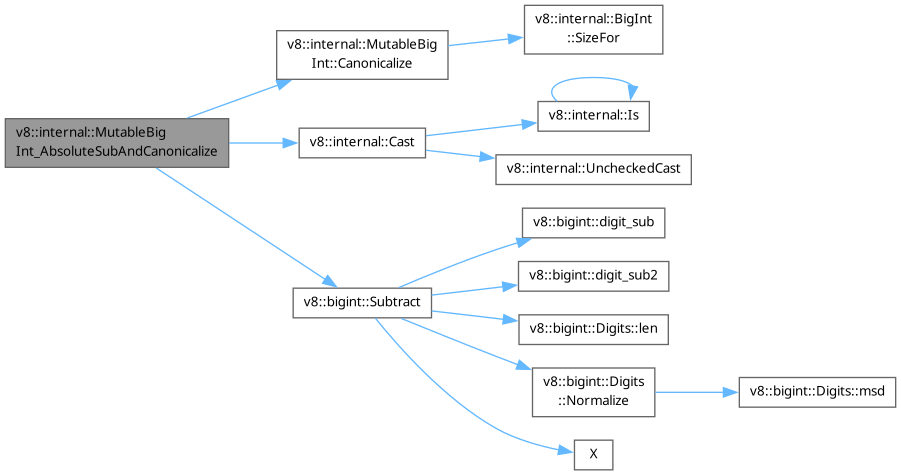 v8::internal::MutableBig
Int_AbsoluteSubAndCanonicalize
v8::internal::MutableBig
Int::Canonicalize
v8::internal::BigInt
::SizeFor
v8::internal::Cast
v8::internal::Is
v8::internal::UncheckedCast
v8::bigint::Subtract
v8::bigint::digit_sub
v8::bigint::digit_sub2
v8::bigint::Digits::len
v8::bigint::Digits
::Normalize
v8::bigint::Digits::msd
X